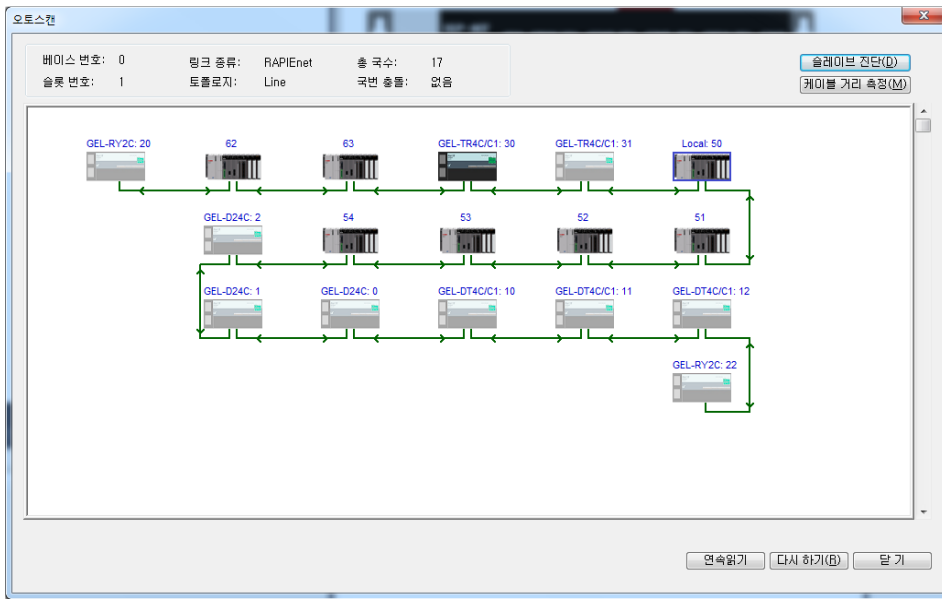 오토스캔
베이스 번호: 0 링크 종류: RAPIEnet 총 국수: 17
슬롯 번호: 1 토폴로지: Line 국번 충돌: 없음
슬레이브 진단(D)
케이블 거리 측정(M)
GEL-RY2C: 20 62 63 GEL-TR4C/C1: 30 GEL-TR4C/C1: 31 Local: 50
GEL-D24C: 2 54 53 52 51
GEL-D24C: 1 GEL-D24C: 0 GEL-DT4C/C1: 10 GEL-DT4C/C1: 11 GEL-DT4C/C1: 12
GEL-RY2C: 22
연속읽기 다시 하기(R) 닫 기